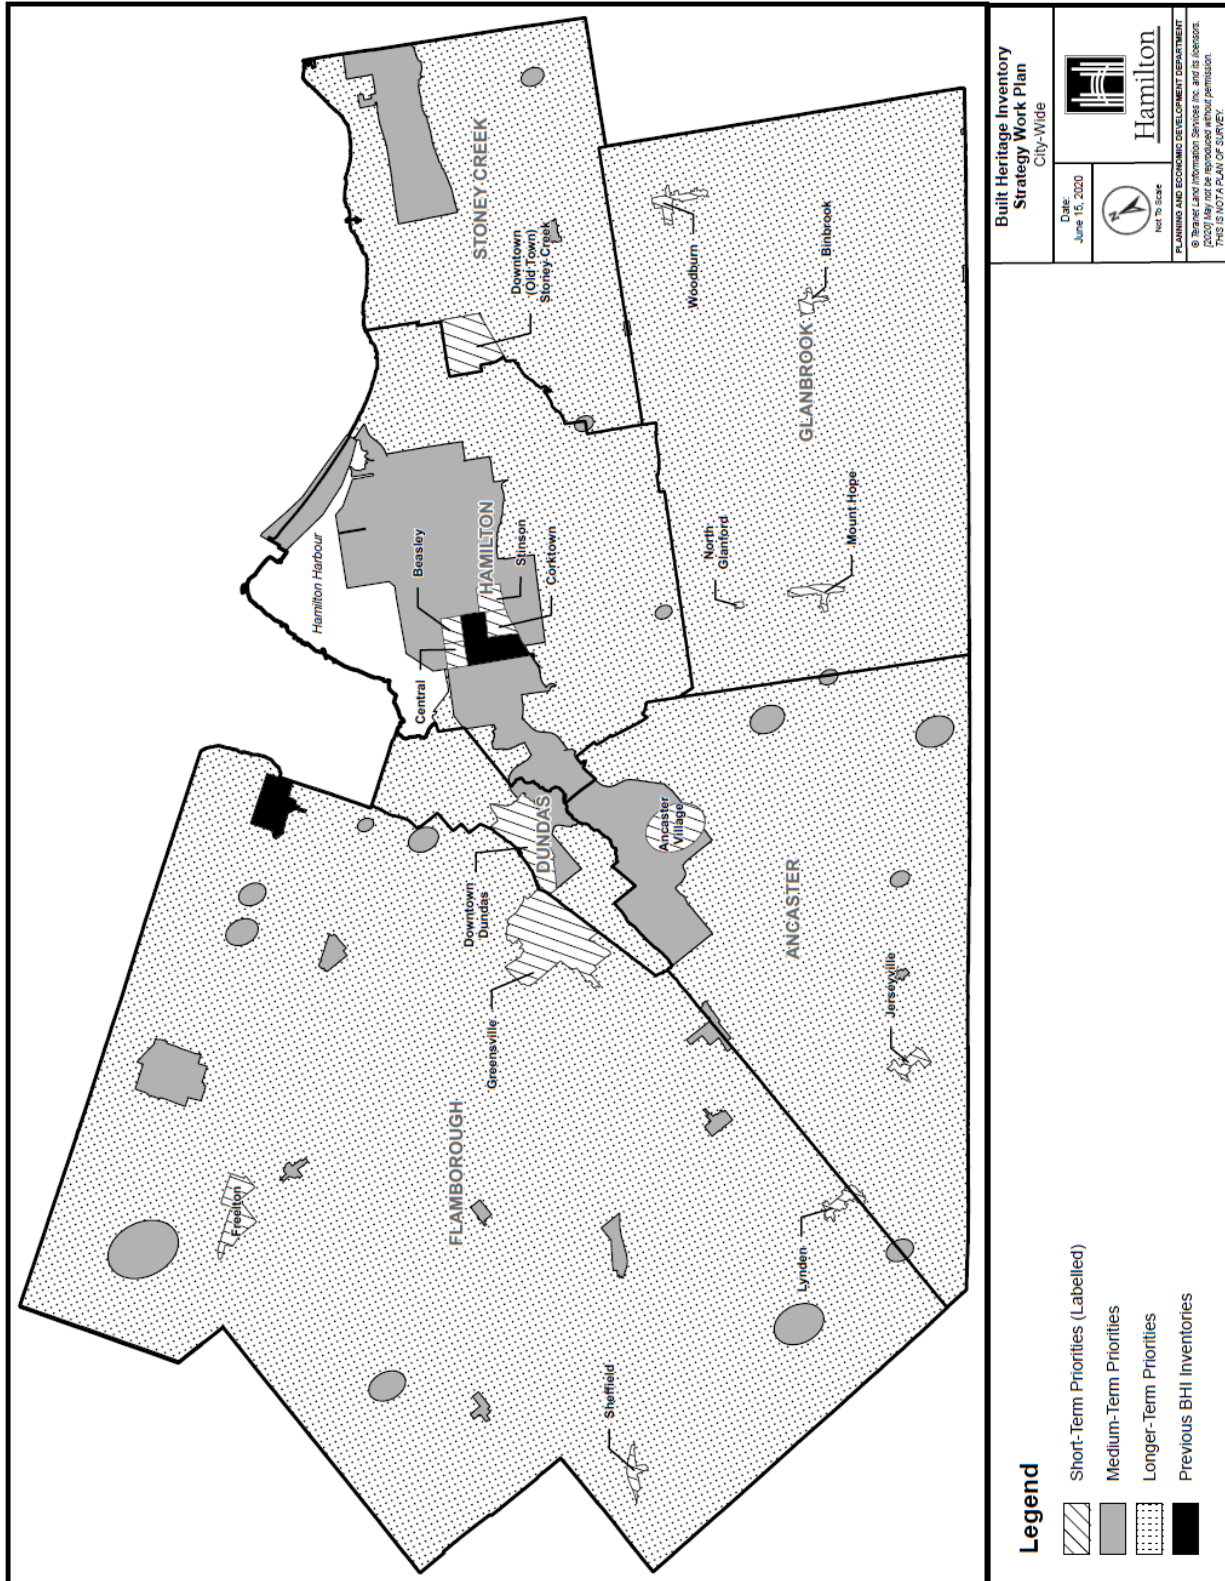 Hamilton Harbour
STONEY CREEK
Downtown
(Old Town)
Stoney Creek
Beasley
HAMILTON
Stinson
Corktown
Central
Woodburn
Binbrook
GLANBROOK
North
Glanford
Mount Hope
DUNDAS
Downtown
Dundas
Ancaster
Village
ANCASTER
Greensville
Jerseyville
FLAMBOROUGH
Freelton
Lynden
Sheffield
Legend
Short-Term Priorities (Labelled)
Medium-Term Priorities
Longer-Term Priorities
Previous BHI Inventories
Built Heritage Inventory
Strategy Work Plan
City-Wide
Date:
June 15, 2020
N
Not To Scale
Hamilton
PLANNING AND ECONOMIC DEVELOPMENT DEPARTMENT
© Teranet Land Information Services Inc. and its licensors.
[2020] May not be reproduced without permission.
THIS IS NOT A PLAN OF SURVEY.